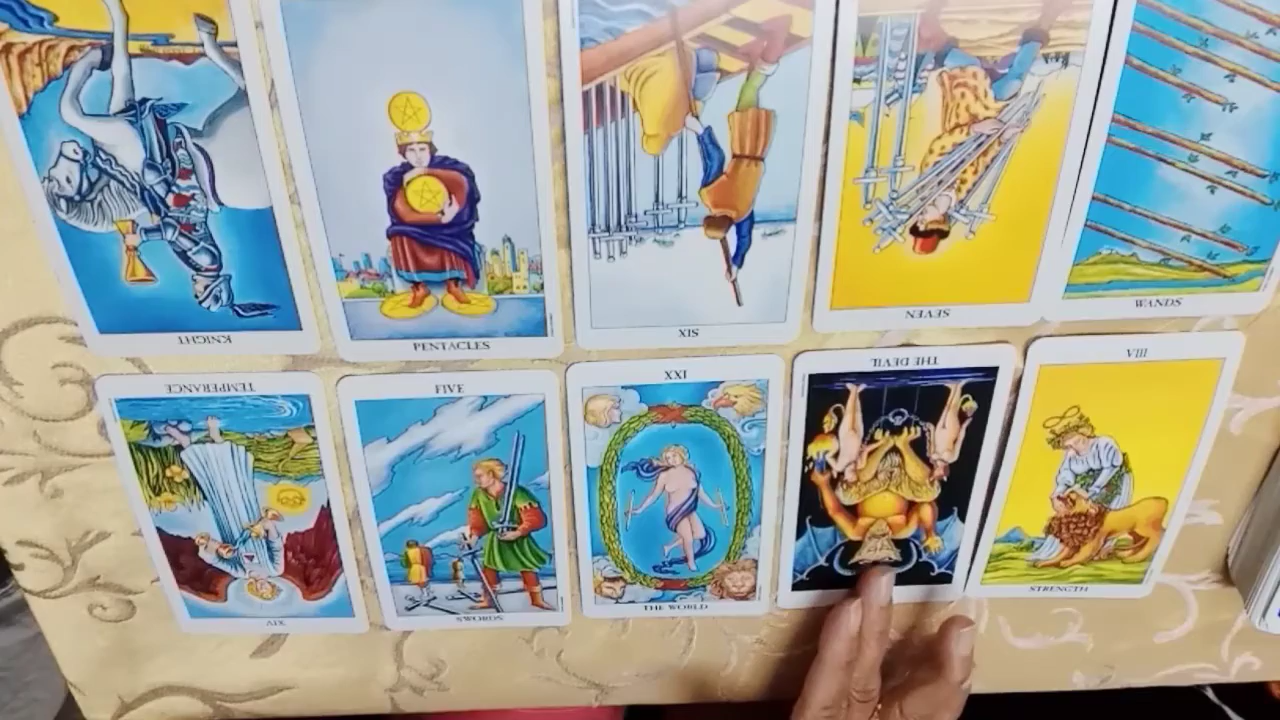 KNIGHT
PENTACLES
SIX
SEVEN
WANDS
TEMPERANCE
FIVE
XXI
THE DEVIL
VIII
XIV
SWORDS
THE WORLD
STRENGTH